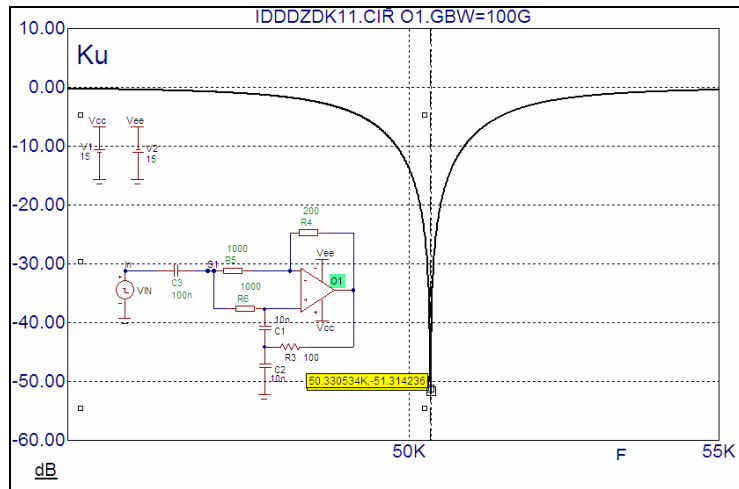 IDDDZDK11.CIR O1.GBW=100G
10.00
Ku
0.00
Vcc Vee
-10.00
V1
15
V2
15
-20.00
200
R4
1000
R5
Vee
In
S1
-30.00
1000
O1
VIN
C3
100n
R6
10n
C1
Vcc
-40.00
R3 100
C2
10n
50.330534K,-51.314236
-50.00
-60.00
50K
F
55K
dB